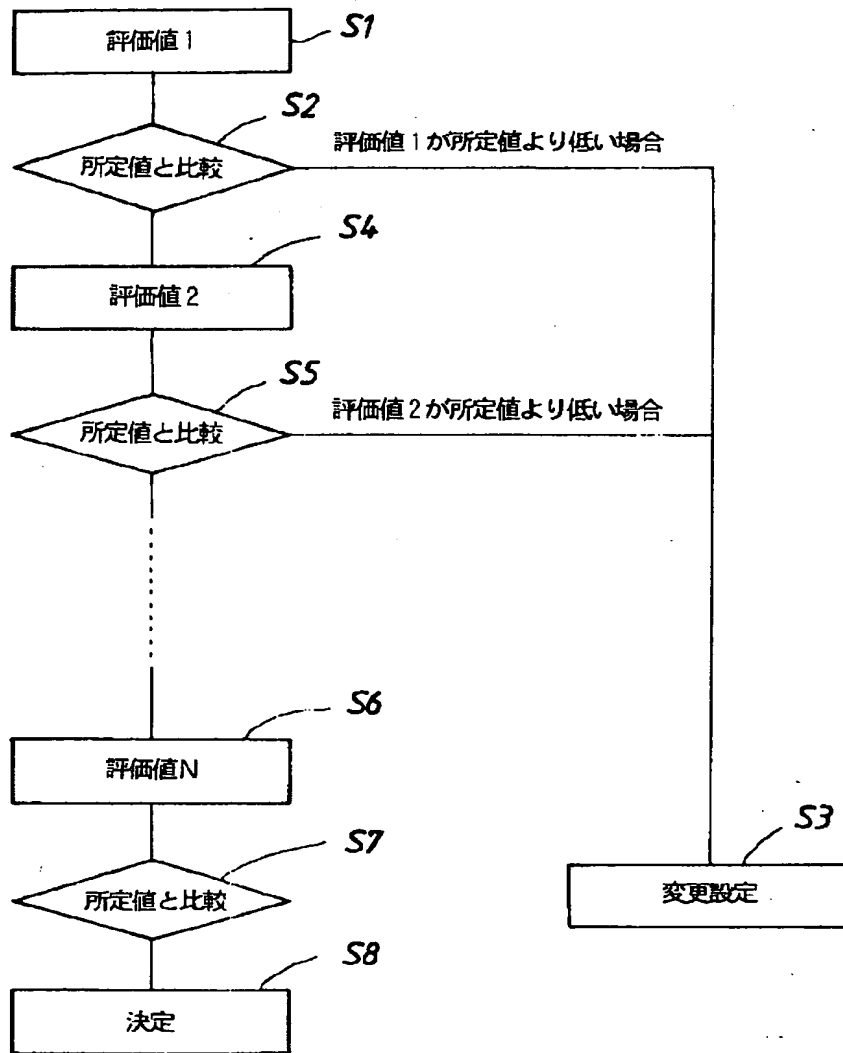 評価値1
S1
S2
所定値と比較
評価値1が所定値より低い場合
S4
評価値2
S5
所定値と比較
評価値2が所定値より低い場合
S6
評価値N
S7
所定値と比較
S3
変更設定
S8
決定